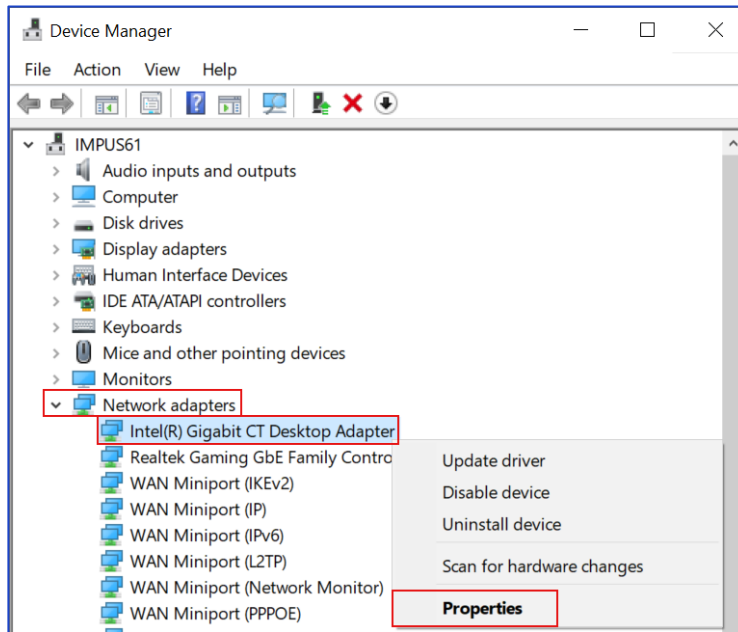 Device Manager
File Action View Help
IMPUS61
Audio inputs and outputs
Computer
Disk drives
Display adapters
Human Interface Devices
IDE ATA/ATAPI controllers
Keyboards
Mice and other pointing devices
Monitors
Network adapters
Intel(R) Gigabit CT Desktop Adapter
Realtek Gaming GbE Family Contro
WAN Miniport (IKEv2)
WAN Miniport (IP)
WAN Miniport (IPv6)
WAN Miniport (L2TP)
WAN Miniport (Network Monitor)
WAN Miniport (PPPOE)
Update driver
Disable device
Uninstall device
Scan for hardware changes
Properties